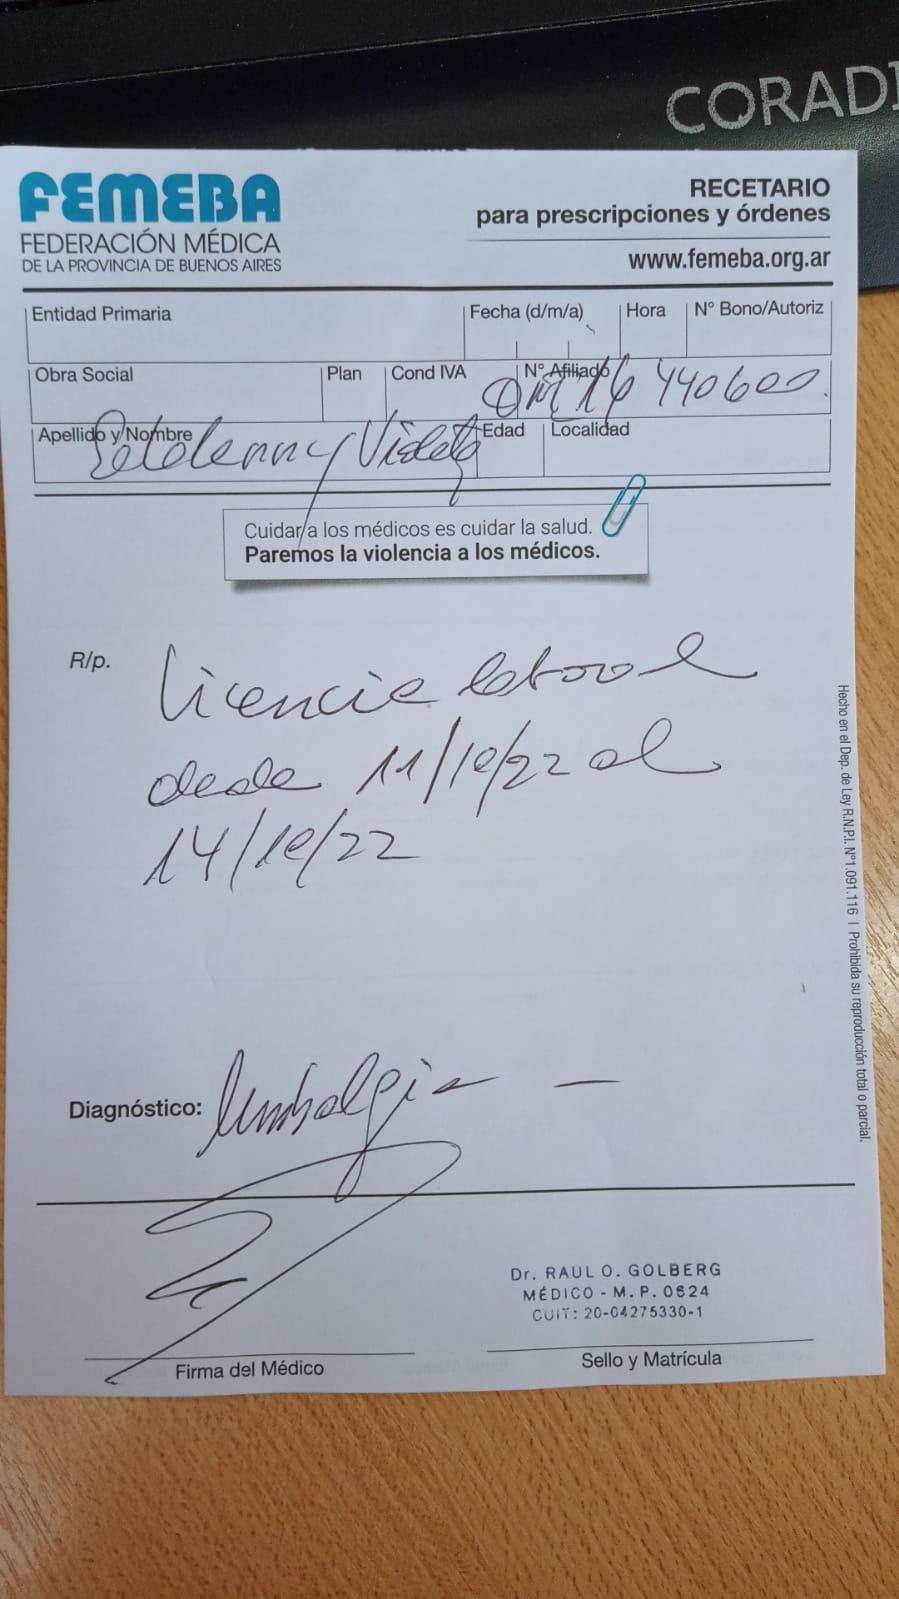 CORADI
FEMEBA
FEDERACIÓN MÉDICA
DE LA PROVINCIA DE BUENOS AIRES
RECETARIO
para prescripciones y órdenes
www.femeba.org.ar
Entidad Primaria
Fecha (d/m/a)
Hora
N° Bono/Autoriz
Obra Social
Plan
Cond IVA
N° Afiliado
16 440600
Apellido y Nombre
Edad
Localidad
Cuidar a los médicos es cuidar la salud.
Paremos la violencia a los médicos.
R/p.
Licencia laboral
desde 11/10/22 al
14/10/22
Diagnóstico: lumbalgia -
Dr. RAUL O. GOLBERG
MÉDICO - M. P. 0624
CUIT: 20-04275330-1
Firma del Médico
Sello y Matrícula
Hecho en el Dep. de Ley R.N.P.I. N°1.091.116 | Prohibida su reproducción total o parcial.